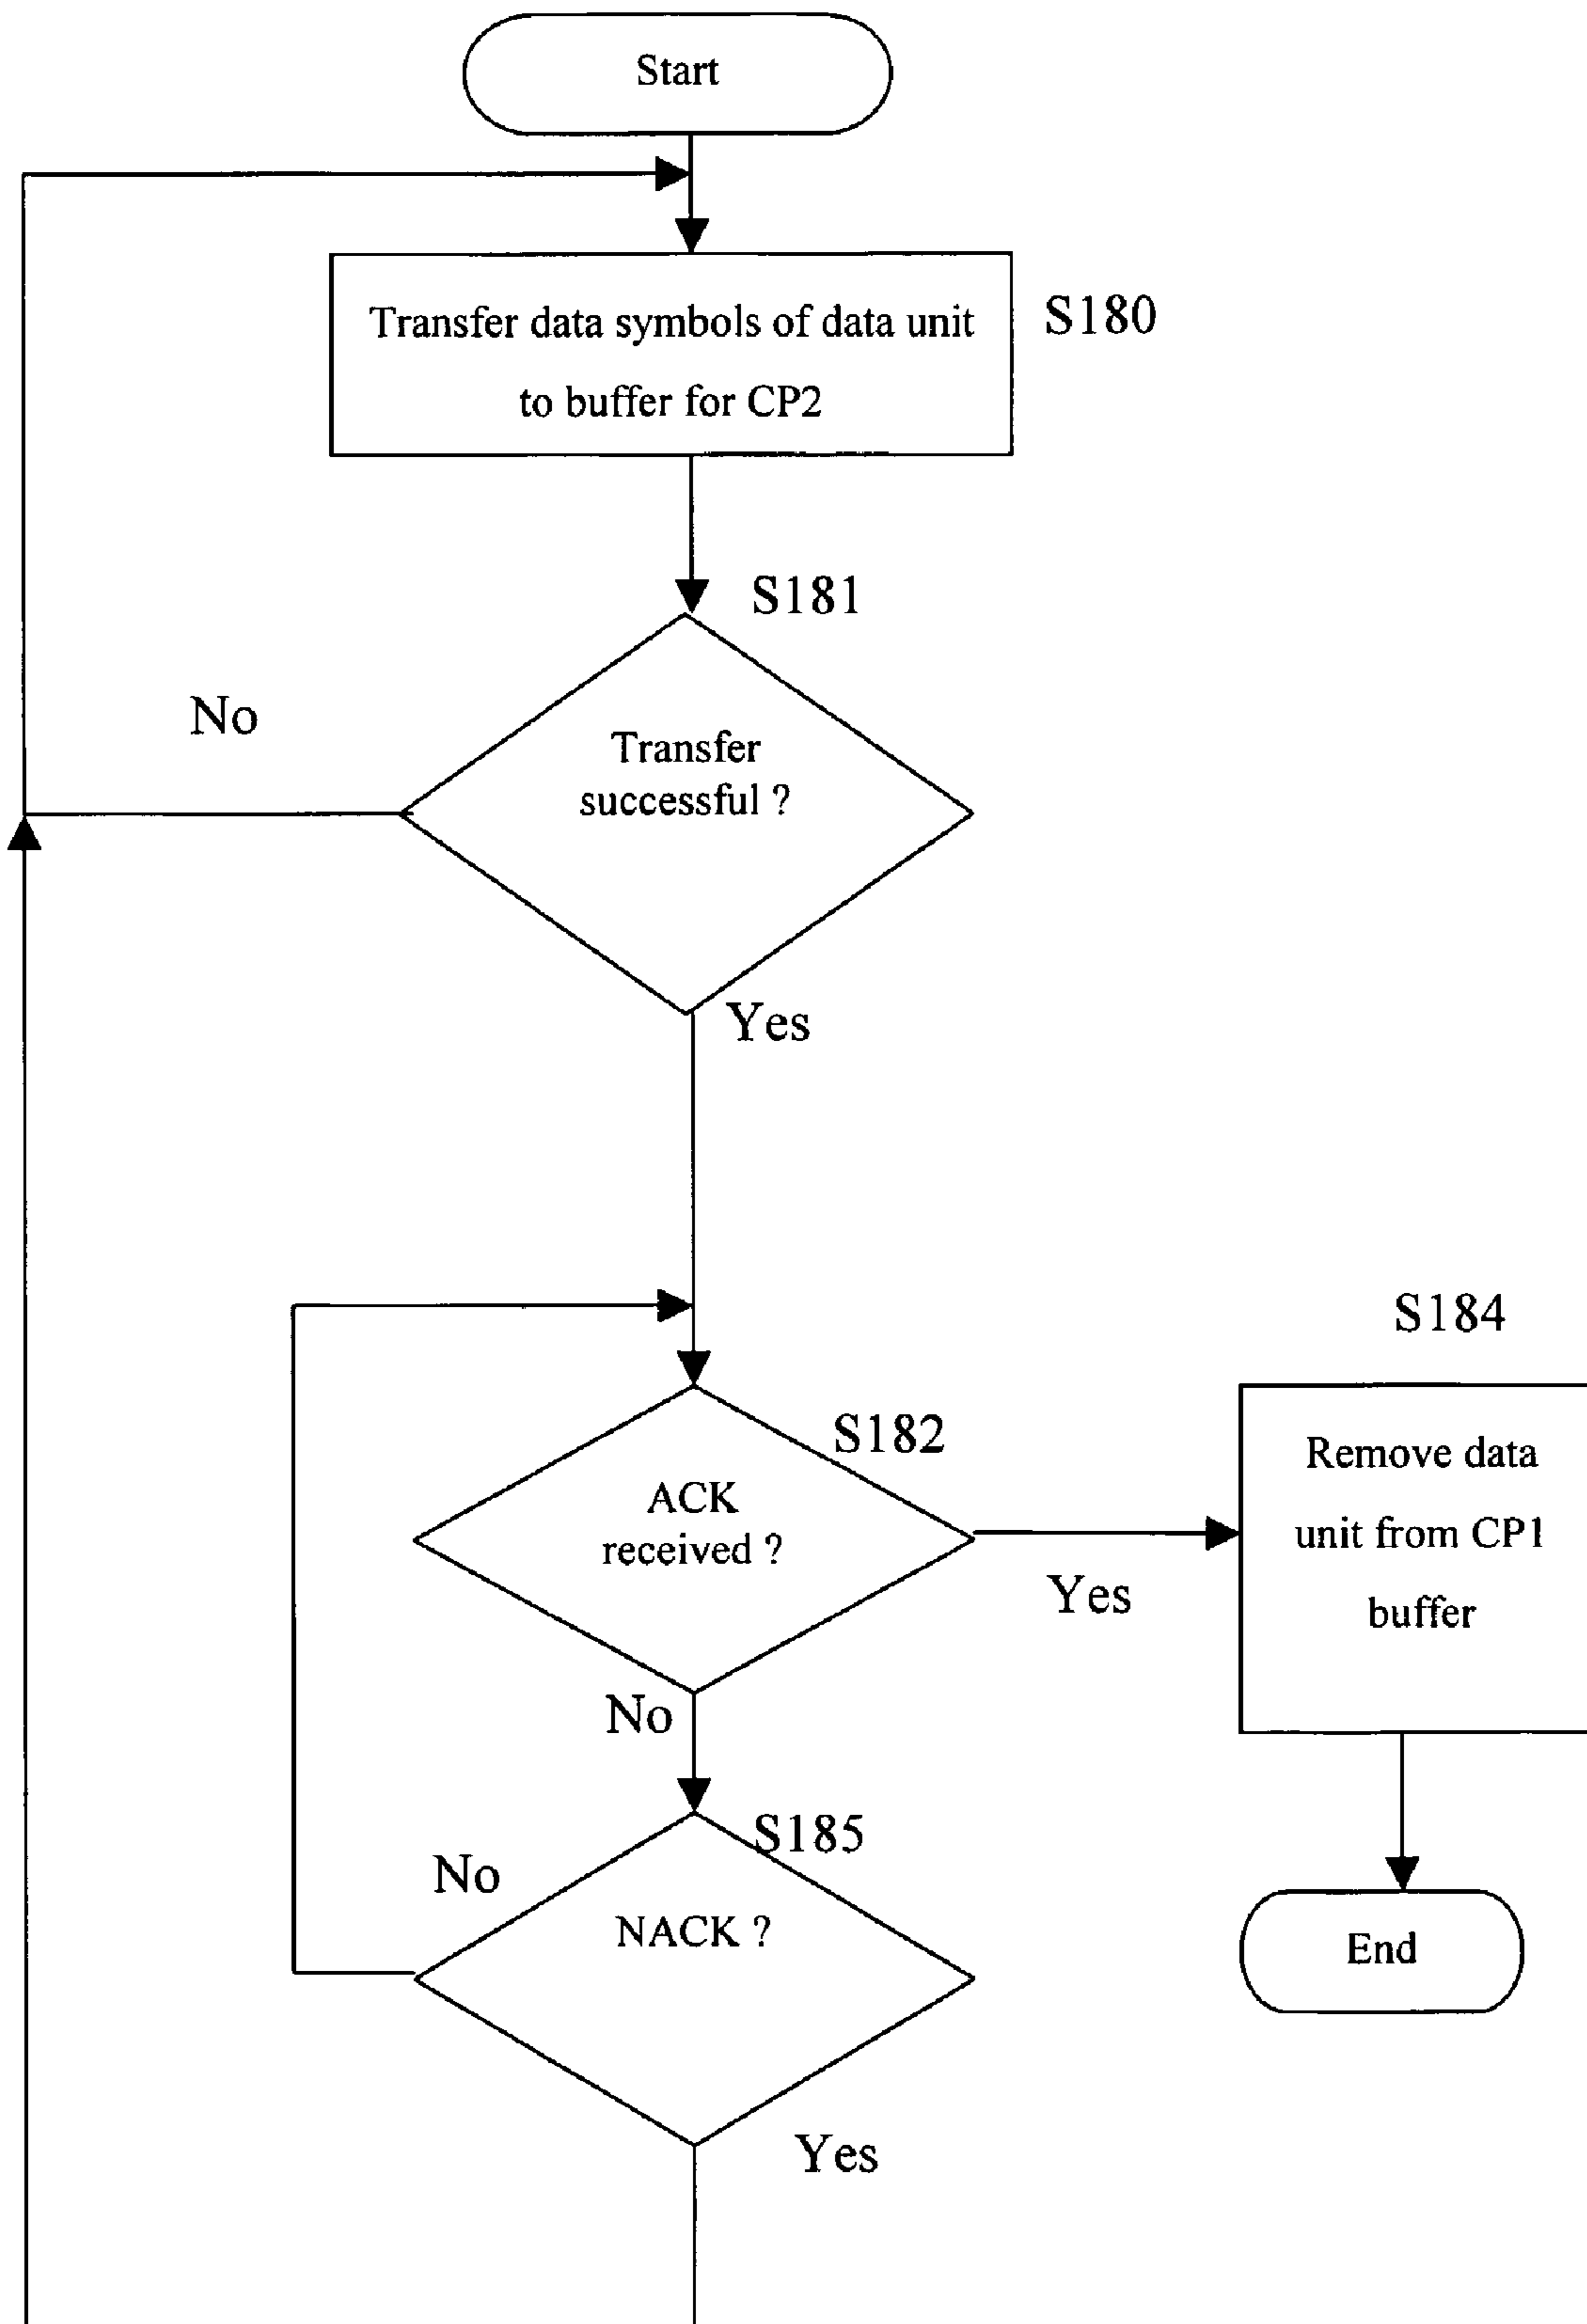 Start
Transfer data symbols of data unit
to buffer for CP2
S180
S181
No
Transfer
successful ?
Yes
S184
S182
ACK
received ?
Yes
Remove data
unit from CP1
buffer
No
S185
No
NACK ?
End
Yes